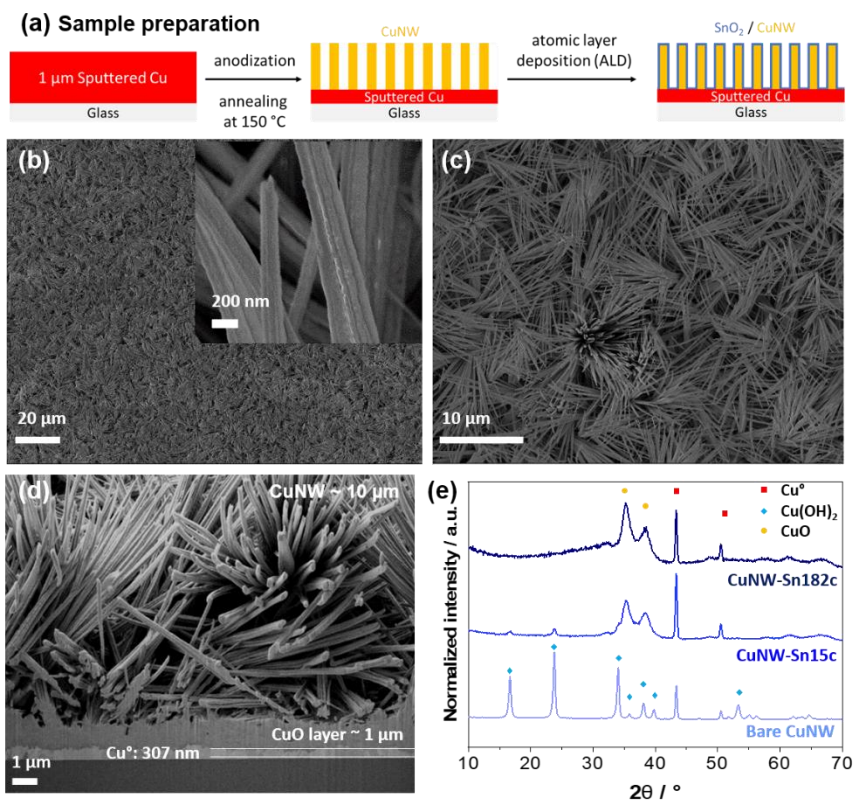 (a) Sample preparation
1 µm Sputtered Cu
Glass
anodization
annealing
at 150 °C
CuNW
Sputtered Cu
Glass
atomic layer
deposition (ALD)
SnO2 / CuNW
Sputtered Cu
Glass
(b)
200 nm
20 µm
(c)
10 µm
(d)
CuNW ~ 10 µm
CuO layer ~ 1 µm
Cu°: 307 nm
1 µm
(e)
Normalized intensity / a.u.
Cu°
Cu(OH)2
CuO
CuNW-Sn182c
CuNW-Sn15c
Bare CuNW
10 20 30 40 50 60 70
2θ / °